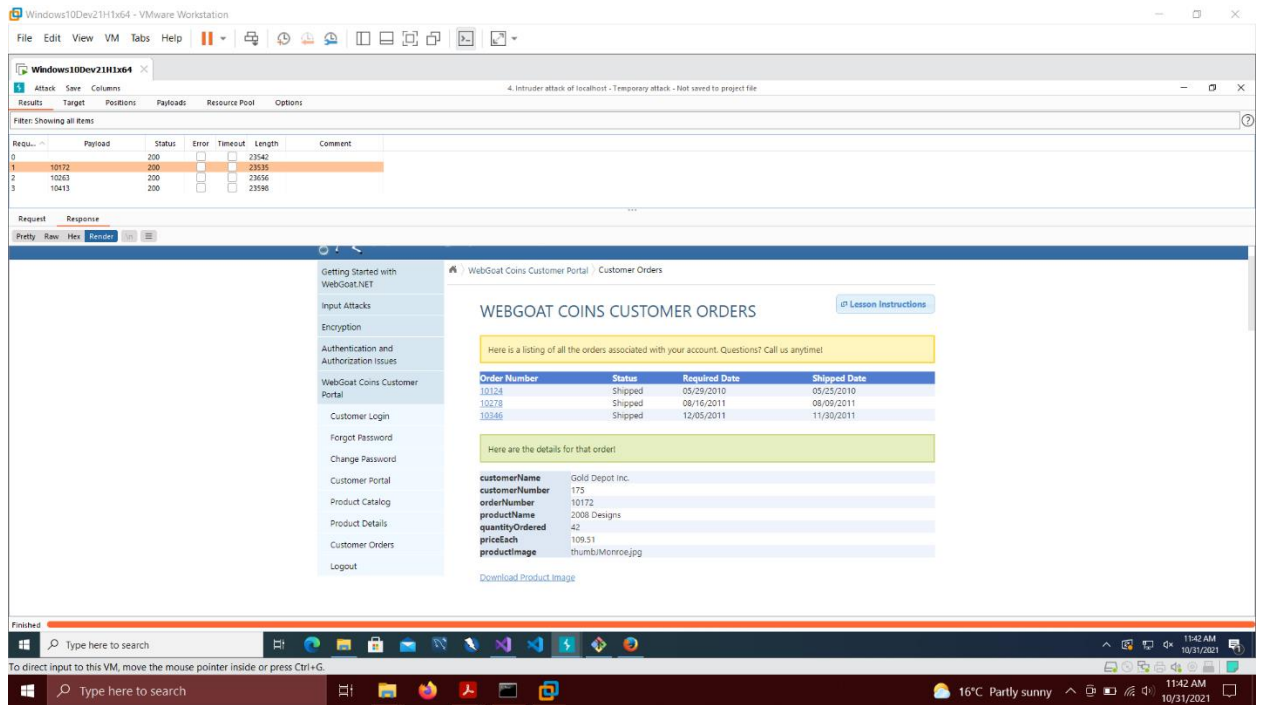 Windows10Dev21H1x64 - VMware Workstation
File Edit View VM Tabs Help
Windows10Dev21H1x64
Attack Save Columns
4. Intruder attack of localhost - Temporary attack - Not saved to project file
Results Target Positions Payloads Resource Pool Options
Filter: Showing all items
Requ... Payload Status Error Timeout Length Comment
0 200 23542
1 10172 200 23535
2 10263 200 23656
3 10413 200 23598
Request Response
Pretty Raw Hex Render \n
Getting Started with
WebGoat.NET
Input Attacks
Encryption
Authentication and
Authorization Issues
WebGoat Coins Customer
Portal
Customer Login
Forgot Password
Change Password
Customer Portal
Product Catalog
Product Details
Customer Orders
Logout
WebGoat Coins Customer Portal Customer Orders
Lesson Instructions
WEBGOAT COINS CUSTOMER ORDERS
Here is a listing of all the orders associated with your account. Questions? Call us anytime!
Order Number Status Required Date Shipped Date
10124 Shipped 05/29/2010 05/25/2010
10278 Shipped 08/16/2011 08/09/2011
10346 Shipped 12/05/2011 11/30/2011
Here are the details for that order!
customerName Gold Depot Inc.
customerNumber 175
orderNumber 10172
productName 2008 Designs
quantityOrdered 42
priceEach 109.51
productImage thumb/Monroe.jpg
Download Product Image
Finished
Type here to search
11:42 AM
10/31/2021
To direct input to this VM, move the mouse pointer inside or press Ctrl+G.
Type here to search
16°C Partly sunny
11:42 AM
10/31/2021